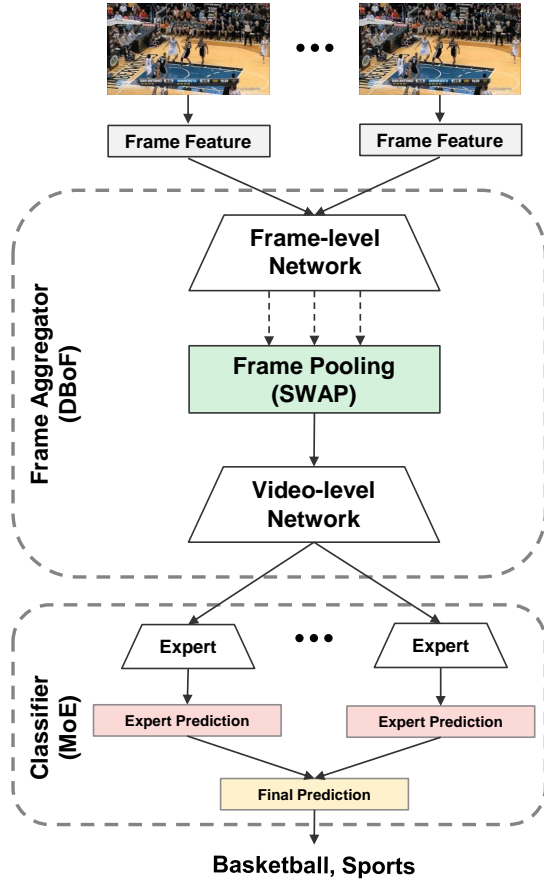 Frame Feature
Frame Feature
Frame-level
Network
Frame Pooling
(SWAP)
Video-level
Network
Frame Aggregator
(DBoF)
Expert
Expert
Expert Prediction
Expert Prediction
Final Prediction
Classifier
(MoE)
Basketball, Sports